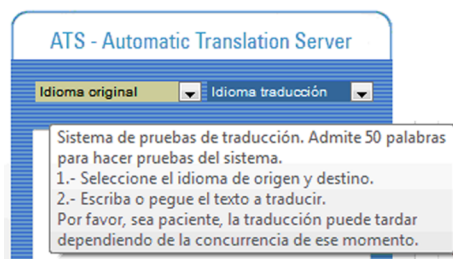 ATS - Automatic Translation Server
Idioma original Idioma traducción
Sistema de pruebas de traducción. Admite 50 palabras
para hacer pruebas del sistema.
1.- Seleccione el idioma de origen y destino.
2.- Escriba o pegue el texto a traducir.
Por favor, sea paciente, la traducción puede tardar
dependiendo de la concurrencia de ese momento.